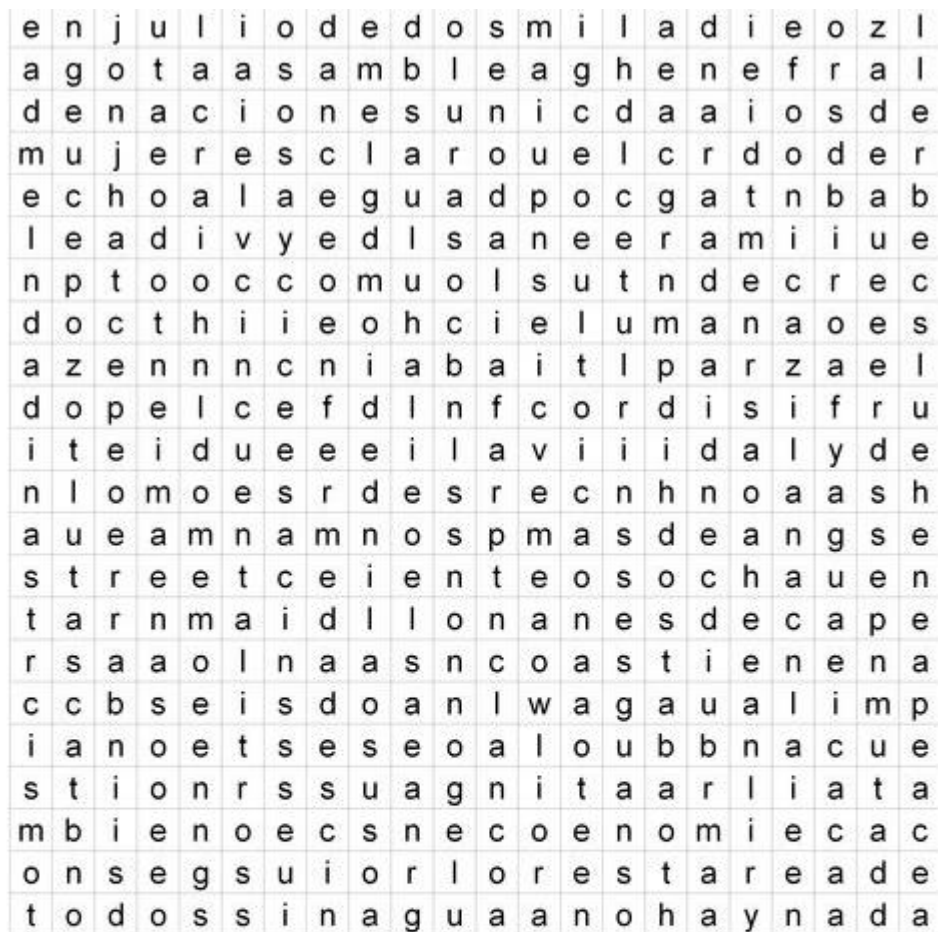 e n j u l i o d e d o s m i l a d i e o z l
a g o t a a s a m b l e a g h e n e f r a l
d e n a c i o n e s u n i c d a a i o s d e
m u j e r e s c l a r o u e l c r d o d e r
e c h o a l a e g u a d p o c g a t n b a b
l e a d i v y e d l s a n e e r a m i i u e
n p t o o c c o m u o l s u t n d e c r e c
d o c t h i i e o h c i e l u m a n a o e s
a z e n n n c n i a b a i t l p a r z a e l
d o p e l c e f d l n f c o r d i s i f r u
i t e i d u e e e i l a v i i i d a l y d e
n l o m o e s r d e s r e c n h n o a a s h
a u e a m n a m n o s p m a s d e a n g s e
s t r e e t c e i e n t e o s o c h a u e n
t a r n m a i d l l o n a n e s d e c a p e
r s a a o l n a a s n c o a s t i e n e n a
c c b s e i s d o a n l w a g a u a l i m p
i a n o e t s e s e o a l o u b b n a c u e
s t i o n r s s u a g n i t a a r l i a t a
m b i e n o e c s n e c o e n o m i e c a c
o n s e g s u i o r l o r e s t a r e a d e
t o d o s s i n a g u a a n o h a y n a d a